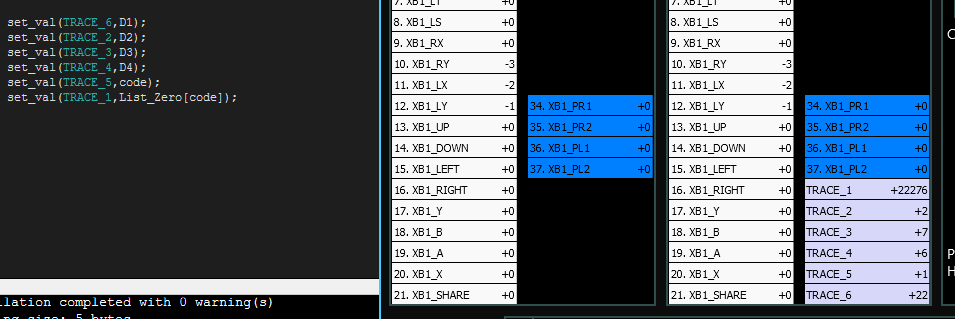 set_val(TRACE_6,D1);
set_val(TRACE_2,D2);
set_val(TRACE_3,D3);
set_val(TRACE_4,D4);
set_val(TRACE_5,code);
set_val(TRACE_1,List_Zero[code]);
llation completed with 0 warning(s)
ng size: 5 bytes
7. XB1_LT +0
8. XB1_LS +0
9. XB1_RX +0
10. XB1_RY -3
11. XB1_LX -2
12. XB1_LY -1
13. XB1_UP +0
14. XB1_DOWN +0
15. XB1_LEFT +0
16. XB1_RIGHT +0
17. XB1_Y +0
18. XB1_B +0
19. XB1_A +0
20. XB1_X +0
21. XB1_SHARE +0
34. XB1_PR1 +0
35. XB1_PR2 +0
36. XB1_PL1 +0
37. XB1_PL2 +0
7. XB1_LT +0
8. XB1_LS +0
9. XB1_RX +0
10. XB1_RY -3
11. XB1_LX -2
12. XB1_LY -1
13. XB1_UP +0
14. XB1_DOWN +0
15. XB1_LEFT +0
16. XB1_RIGHT +0
17. XB1_Y +0
18. XB1_B +0
19. XB1_A +0
20. XB1_X +0
21. XB1_SHARE +0
34. XB1_PR1 +0
35. XB1_PR2 +0
36. XB1_PL1 +0
37. XB1_PL2 +0
TRACE_1 +22276
TRACE_2 +2
TRACE_3 +7
TRACE_4 +6
TRACE_5 +1
TRACE_6 +22
P
H